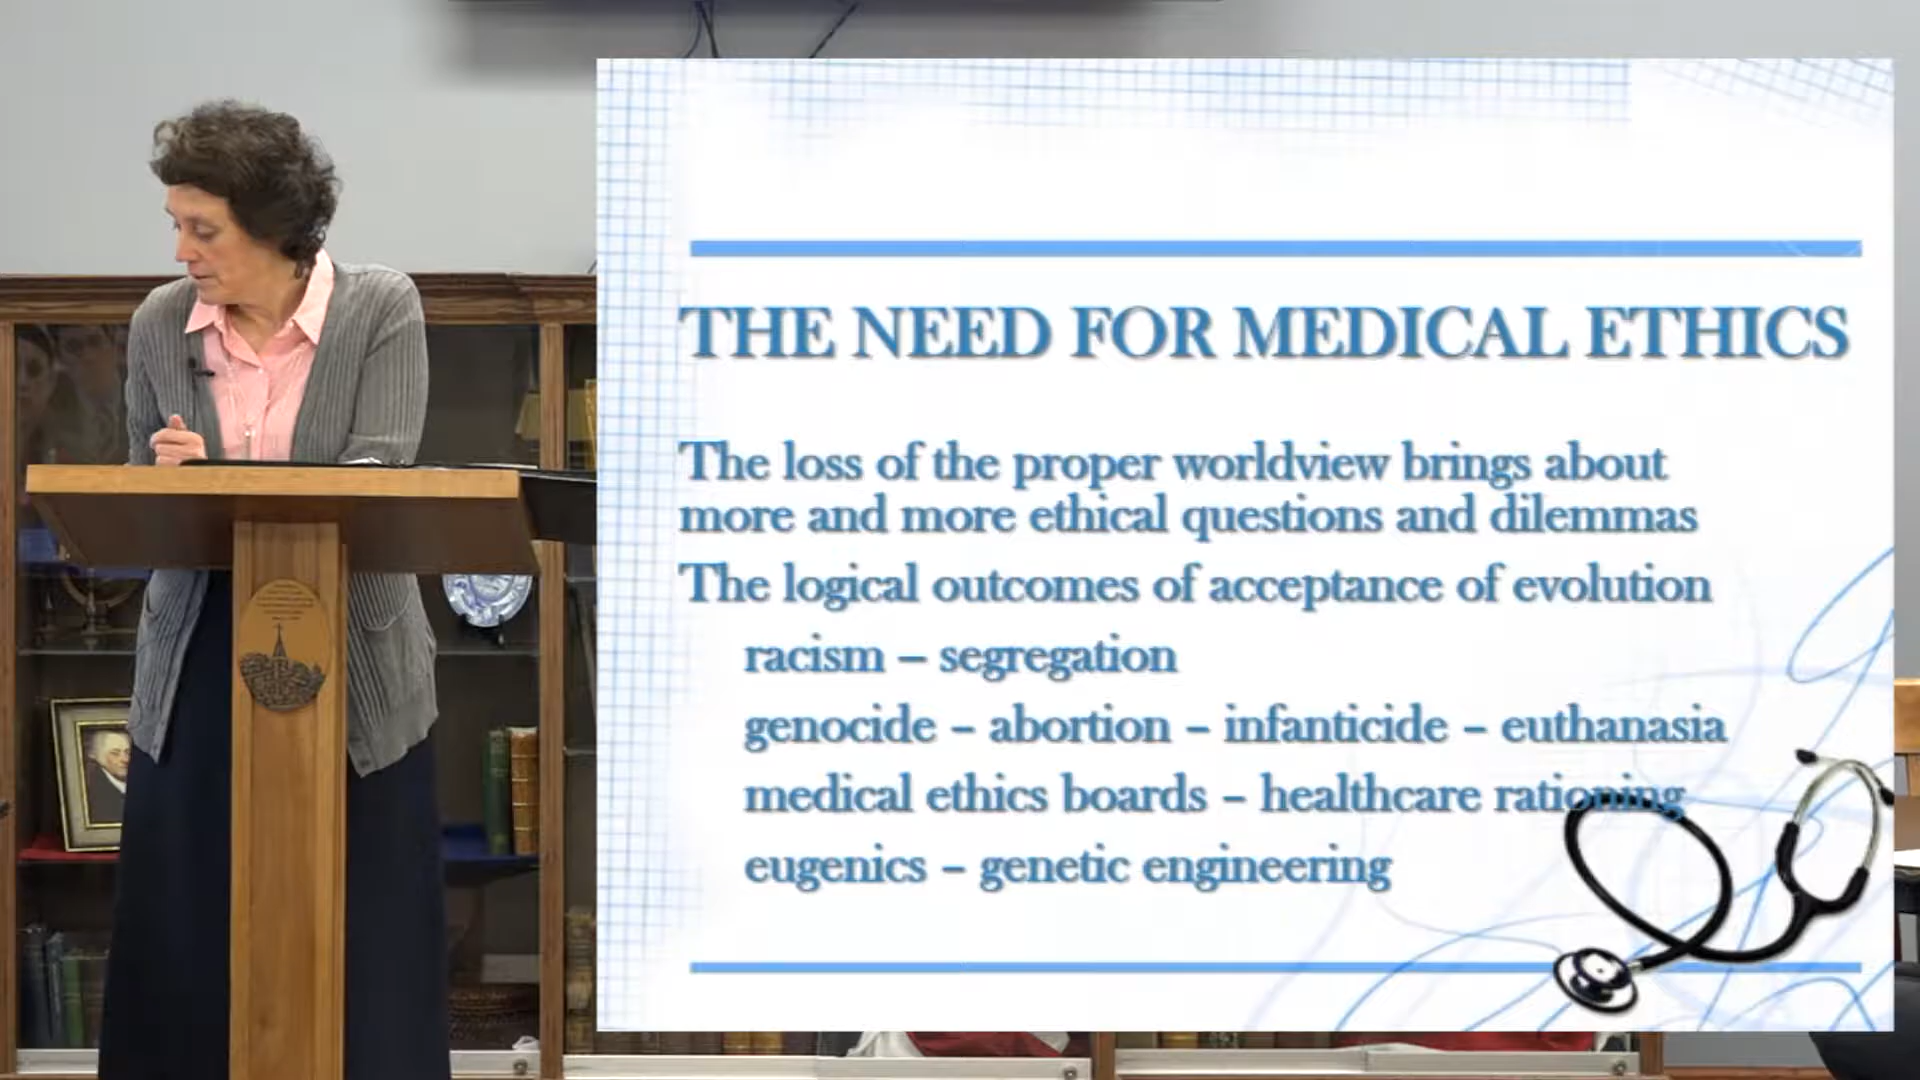 THE NEED FOR MEDICAL ETHICS
The loss of the proper worldview brings about
more and more ethical questions and dilemmas
The logical outcomes of acceptance of evolution
racism – segregation
genocide – abortion – infanticide – euthanasia
medical ethics boards – healthcare rationing
eugenics – genetic engineering